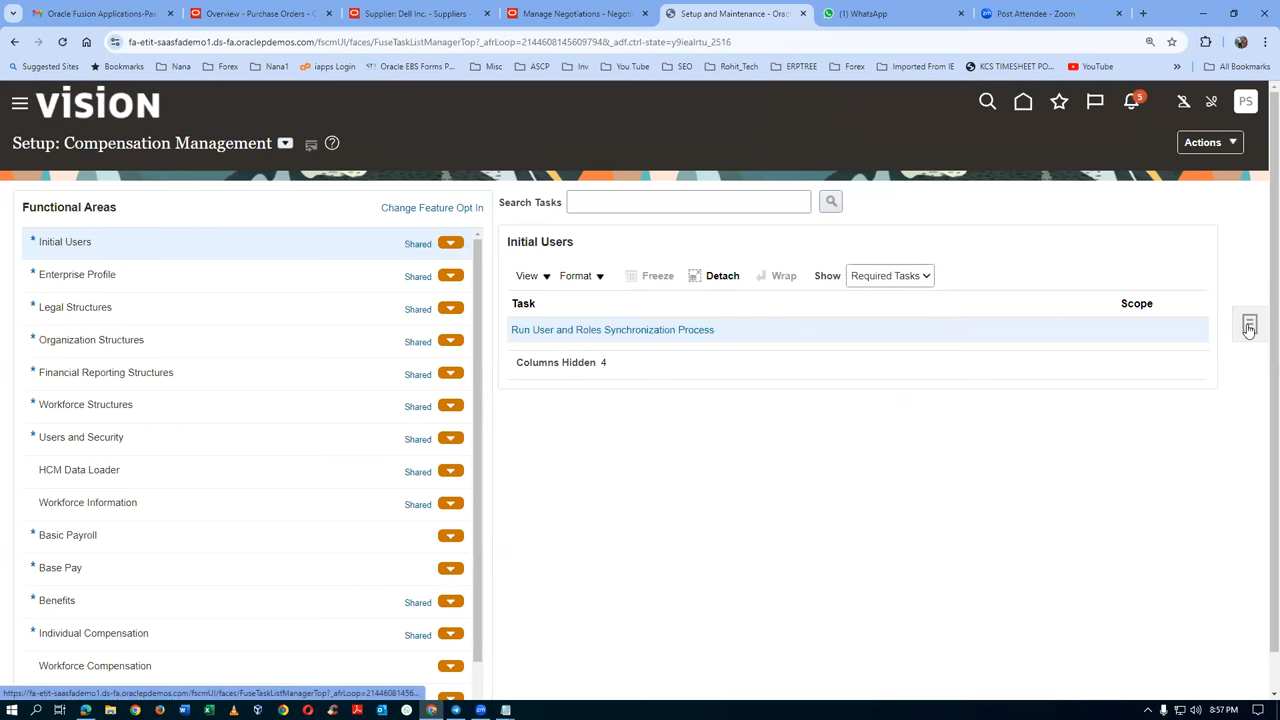 Oracle Fusion Applications-Pas
Overview - Purchase Orders - C
Supplier: Dell Inc. - Suppliers
Manage Negotiations - Negoti
Setup and Maintenance - Orac
(1) WhatsApp
Post Attendee - Zoom
fa-etit-saasfademo1.ds-fa.oraclepdemos.com/fscmUI/faces/FuseTaskListManagerTop?_afrLoop=21446081456097948&_adf.ctrl-state=y9iealrtu_2516
Suggested Sites
Bookmarks
Nana
Forex
Nana1
iapps Login
Oracle EBS Forms P...
Misc
ASCP
Inv
You Tube
SEO
Rohit_Tech
ERPTREE
Forex
Imported From IE
KCS TIMESHEET PO...
YouTube
All Bookmarks
VISION
5
PS
Setup: Compensation Management
Actions
Functional Areas
Change Feature Opt In
* Initial Users Shared
* Enterprise Profile Shared
* Legal Structures Shared
* Organization Structures Shared
* Financial Reporting Structures Shared
* Workforce Structures Shared
* Users and Security Shared
HCM Data Loader Shared
Workforce Information Shared
* Basic Payroll
* Base Pay
* Benefits Shared
* Individual Compensation Shared
Workforce Compensation
Search Tasks
Initial Users
View
Format
Freeze
Detach
Wrap
Show
Required Tasks
Task
Scope
Run User and Roles Synchronization Process
Columns Hidden 4
https://fa-etit-saasfademo1.ds-fa.oraclepdemos.com/fscmUI/faces/FuseTaskListManagerTop?_afrLoop=21446081456...
8:57 PM